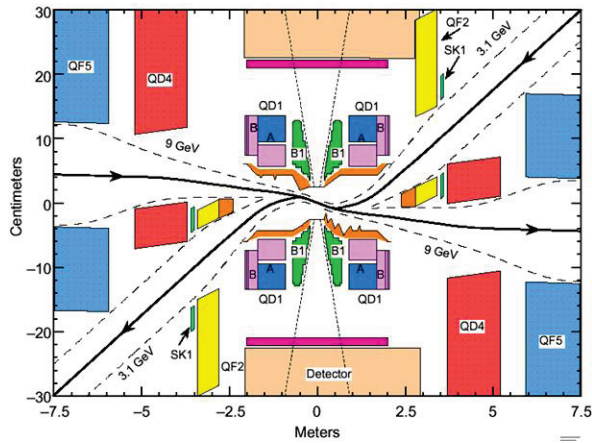 30
QF2
SK1
3.1 GeV
QF5
QD4
20
10
QD1
QD1
B
A
B1
B1
A
B
9 GeV
Centimeters
0
−10
B
A
B1
B1
A
B
9 GeV
QD1
QD1
−20
SK1
QF2
QD4
QF5
3.1 GeV
Detector
−30
−7.5
−5
−2.5
0
2.5
5
7.5
Meters